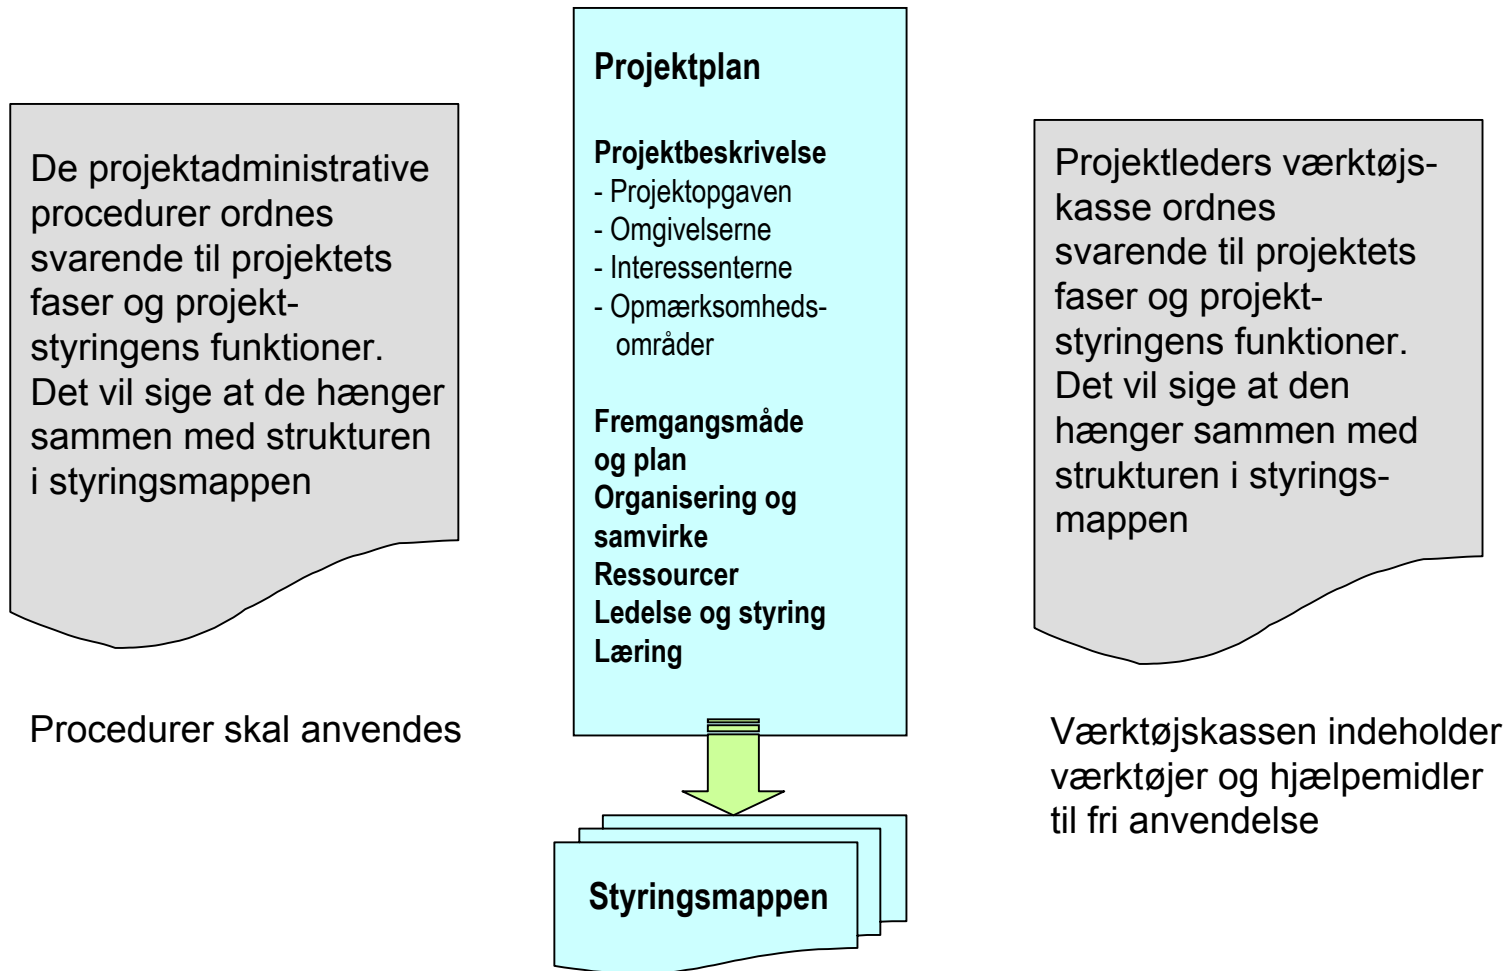 De projektadministrative
procedurer ordnes
svarende til projektets
faser og projekt-
styringens funktioner.
Det vil sige at de hænger
sammen med strukturen
i styringsmappen
Procedurer skal anvendes
Projektplan
Projektbeskrivelse
- Projektopgaven
- Omgivelserne
- Interessenterne
- Opmærksomheds-
områder
Fremgangsmåde
og plan
Organisering og
samvirke
Ressourcer
Ledelse og styring
Læring
Styringsmappen
Projektleders værktøjs-
kasse ordnes
svarende til projektets
faser og projekt-
styringens funktioner.
Det vil sige at den
hænger sammen med
strukturen i styrings-
mappen
Værktøjskassen indeholder
værktøjer og hjælpemidler
til fri anvendelse